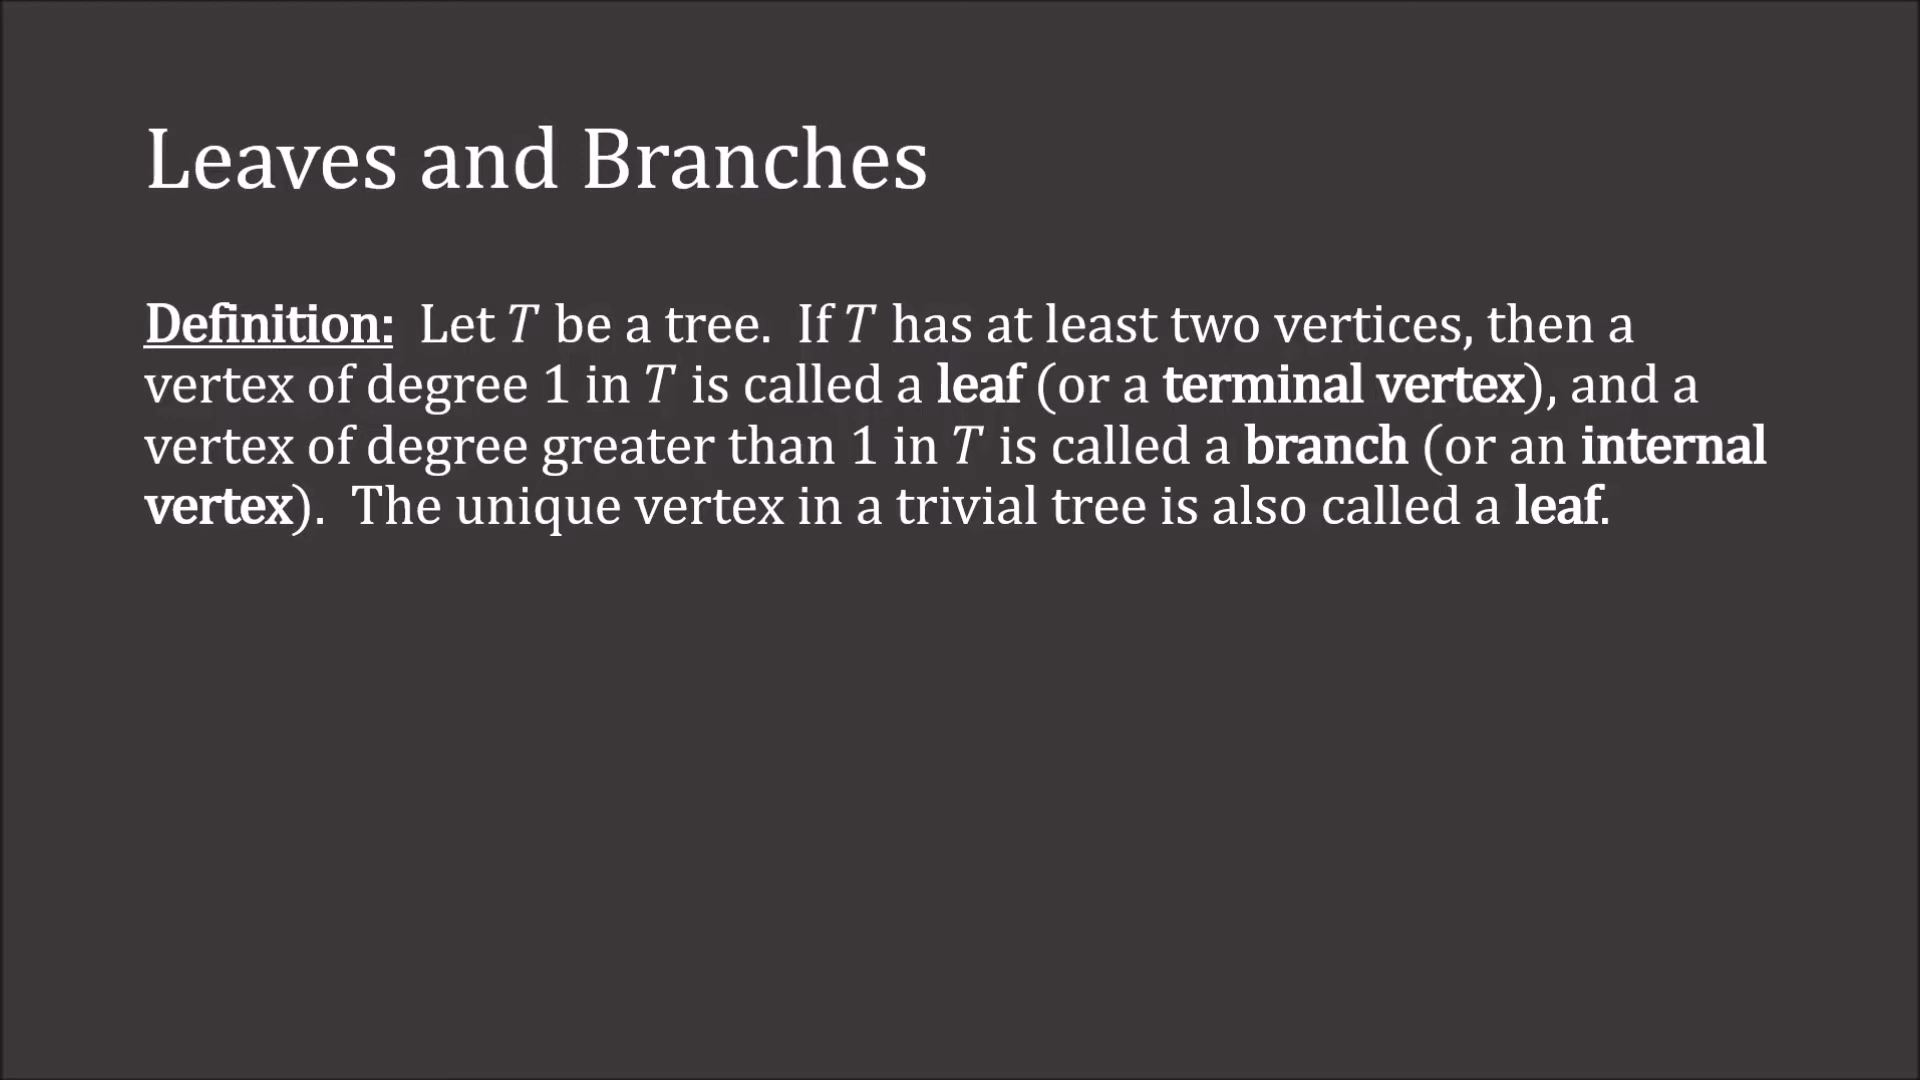 Leaves and Branches
Definition: Let T be a tree. If T has at least two vertices, then a
vertex of degree 1 in T is called a leaf (or a terminal vertex), and a
vertex of degree greater than 1 in T is called a branch (or an internal
vertex). The unique vertex in a trivial tree is also called a leaf.